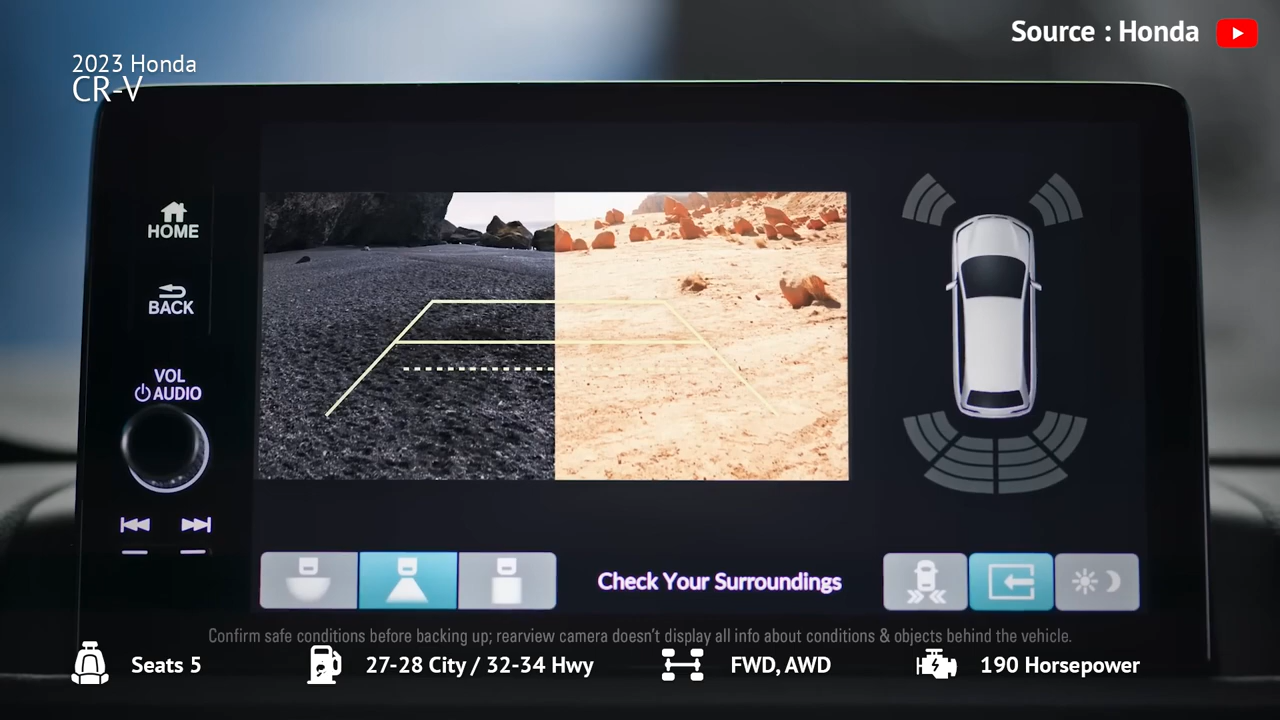 Source : Honda
2023 Honda
CR-V
HOME
BACK
VOL
AUDIO
Check Your Surroundings
Confirm safe conditions before backing up; rearview camera doesn't display all info about conditions & objects behind the vehicle.
Seats 5
27-28 City / 32-34 Hwy
FWD, AWD
190 Horsepower